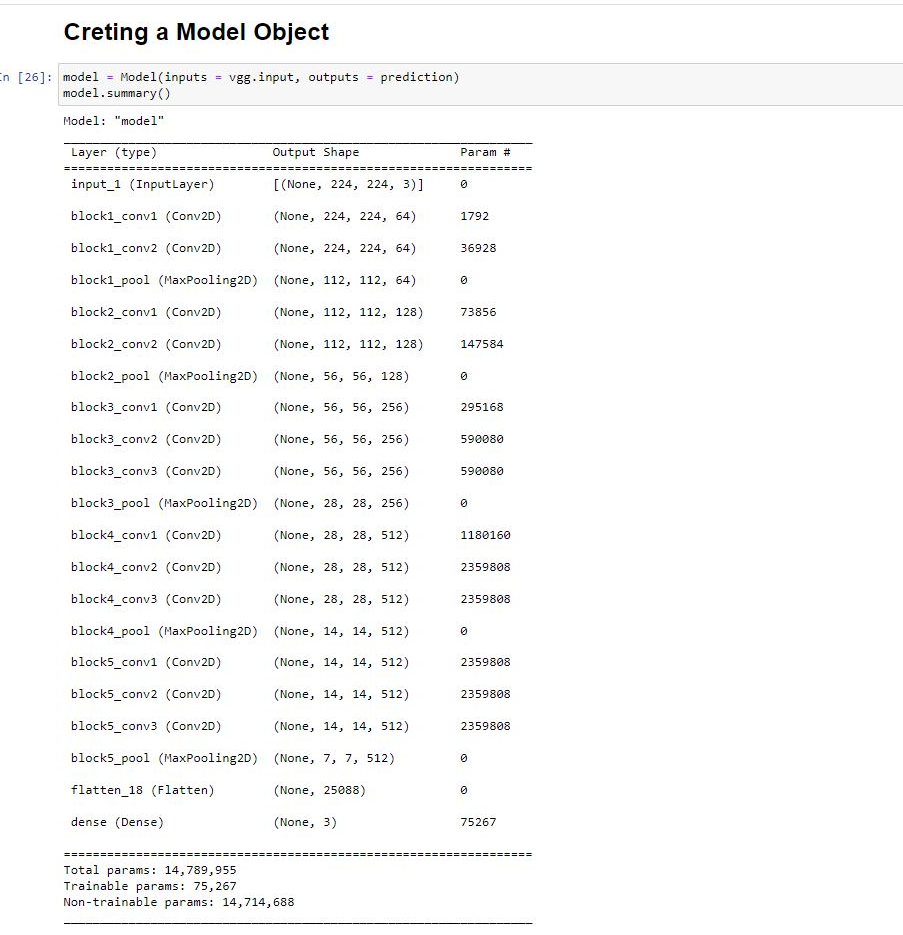 Creting a Model Object
In [26]:
model = Model(inputs = vgg.input, outputs = prediction)
model.summary()
Model: "model"
Layer (type) Output Shape Param #
=================================================================
input_1 (InputLayer) [(None, 224, 224, 3)] 0
block1_conv1 (Conv2D) (None, 224, 224, 64) 1792
block1_conv2 (Conv2D) (None, 224, 224, 64) 36928
block1_pool (MaxPooling2D) (None, 112, 112, 64) 0
block2_conv1 (Conv2D) (None, 112, 112, 128) 73856
block2_conv2 (Conv2D) (None, 112, 112, 128) 147584
block2_pool (MaxPooling2D) (None, 56, 56, 128) 0
block3_conv1 (Conv2D) (None, 56, 56, 256) 295168
block3_conv2 (Conv2D) (None, 56, 56, 256) 590080
block3_conv3 (Conv2D) (None, 56, 56, 256) 590080
block3_pool (MaxPooling2D) (None, 28, 28, 256) 0
block4_conv1 (Conv2D) (None, 28, 28, 512) 1180160
block4_conv2 (Conv2D) (None, 28, 28, 512) 2359808
block4_conv3 (Conv2D) (None, 28, 28, 512) 2359808
block4_pool (MaxPooling2D) (None, 14, 14, 512) 0
block5_conv1 (Conv2D) (None, 14, 14, 512) 2359808
block5_conv2 (Conv2D) (None, 14, 14, 512) 2359808
block5_conv3 (Conv2D) (None, 14, 14, 512) 2359808
block5_pool (MaxPooling2D) (None, 7, 7, 512) 0
flatten_18 (Flatten) (None, 25088) 0
dense (Dense) (None, 3) 75267
=================================================================
Total params: 14,789,955
Trainable params: 75,267
Non-trainable params: 14,714,688